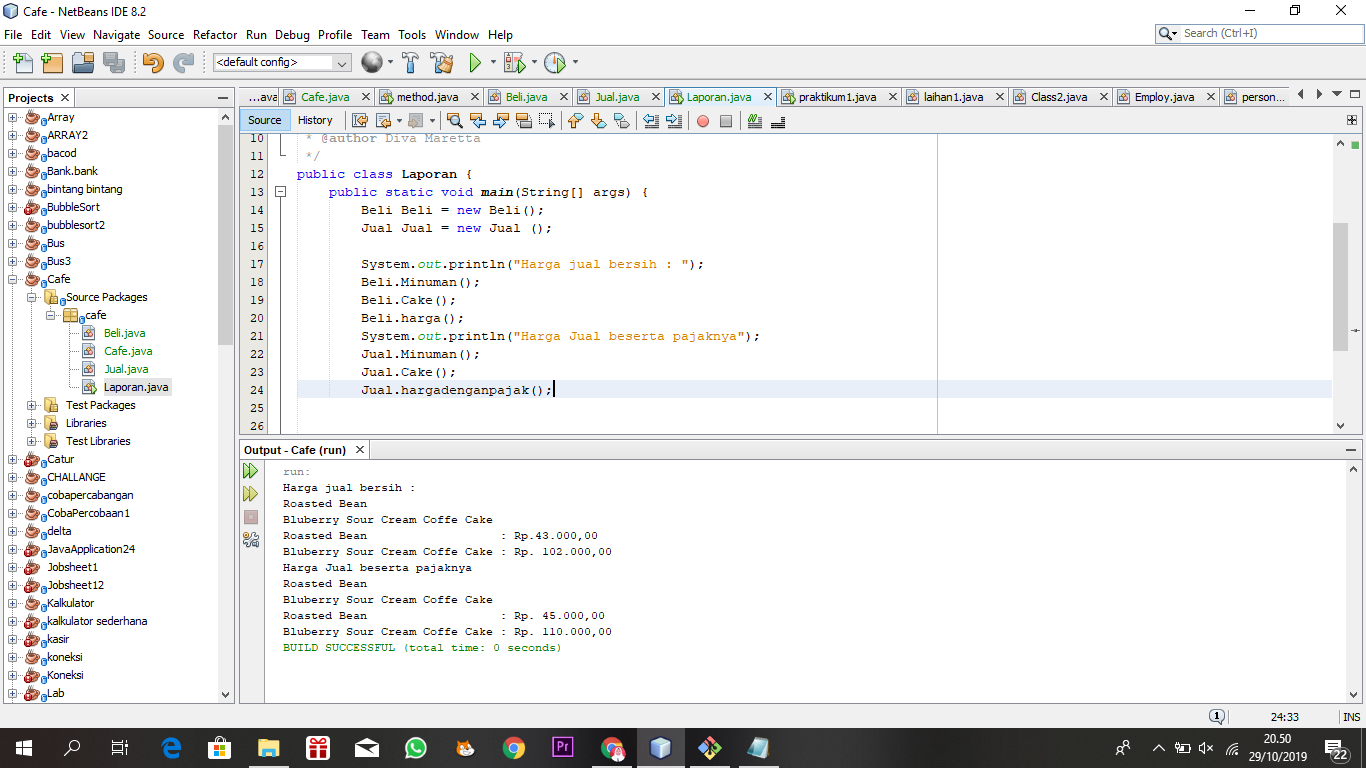 Cafe - NetBeans IDE 8.2
File Edit View Navigate Source Refactor Run Debug Profile Team Tools Window Help
Search (Ctrl+I)
<default config>
Projects
...ava Cafe.java method.java Beli.java Jual.java Laporan.java praktikum1.java laihan1.java Class2.java Employ.java person...
Source History
Array
ARRAY2
bacod
Bank.bank
bintang bintang
BubbleSort
bubblesort2
Bus
Bus3
Cafe
Source Packages
cafe
Beli.java
Cafe.java
Jual.java
Laporan.java
Test Packages
Libraries
Test Libraries
Catur
CHALLANGE
cobapercabangan
CobaPercobaan1
delta
JavaApplication24
Jobsheet1
Jobsheet12
Kalkulator
kalkulator sederhana
kasir
koneksi
Koneksi
Lab
10 * @author Diva Maretta
11 */
12 public class Laporan {
13 public static void main(String[] args) {
14 Beli Beli = new Beli();
15 Jual Jual = new Jual ();
16
17 System.out.println("Harga jual bersih : ");
18 Beli.Minuman();
19 Beli.Cake();
20 Beli.harga();
21 System.out.println("Harga Jual beserta pajaknya");
22 Jual.Minuman();
23 Jual.Cake();
24 Jual.hargadenganpajak();
25
26
Output - Cafe (run)
run:
Harga jual bersih :
Roasted Bean
Bluberry Sour Cream Coffe Cake
Roasted Bean : Rp.43.000,00
Bluberry Sour Cream Coffe Cake : Rp. 102.000,00
Harga Jual beserta pajaknya
Roasted Bean
Bluberry Sour Cream Coffe Cake
Roasted Bean : Rp. 45.000,00
Bluberry Sour Cream Coffe Cake : Rp. 110.000,00
BUILD SUCCESSFUL (total time: 0 seconds)
1 24:33 INS
Pr
20.50
29/10/2019
22